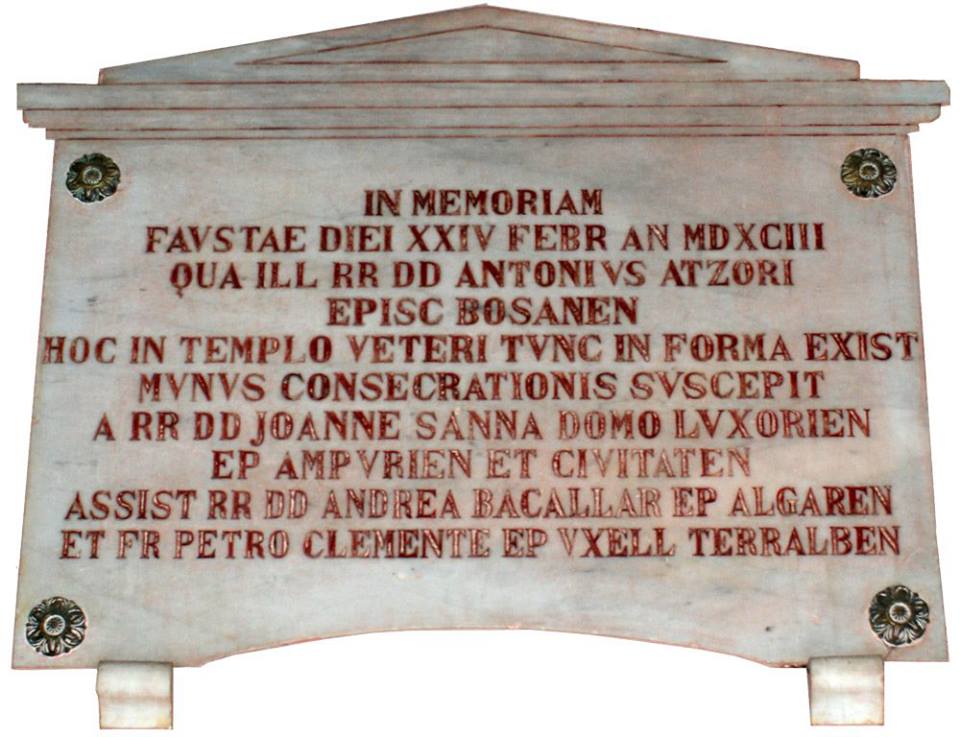 IN MEMORIAM
FAVSTAE DIEI XXIV FEBR AN MDXCIII
QUA ILL RR DD ANTONIVS ATZORI
EPISC BOSANEN
HOC IN TEMPLO VETERI TVNC IN FORMA EXIST
MVNVS CONSECRATIONIS SVSCEPIT
A RR DD JOANNE SANNA DOMO LVXORIEN
EP AMPVRIEN ET CIVITATEN
ASSIST RR DD ANDREA BACALLAR EP ALGAREN
ET FR PETRO CLEMENTE EP VXELL TERRALBEN